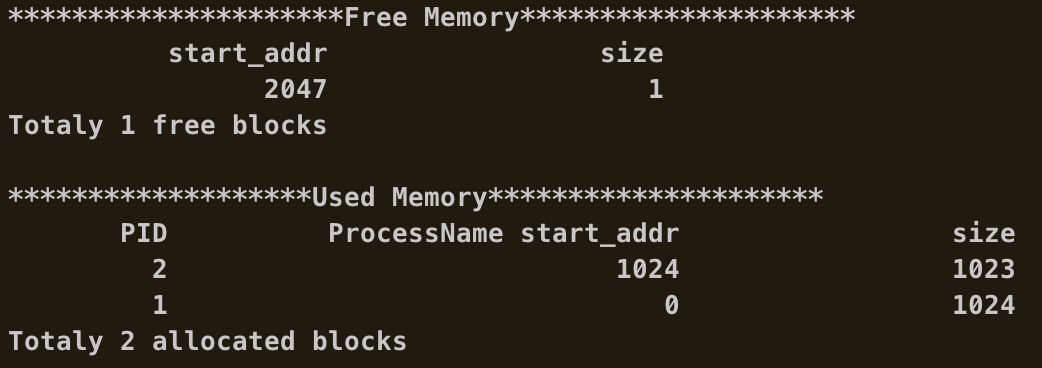 *********************Free Memory*********************
start_addr size
2047 1
Totaly 1 free blocks
*******************Used Memory*********************
PID ProcessName start_addr size
2 1024 1023
1 0 1024
Totaly 2 allocated blocks